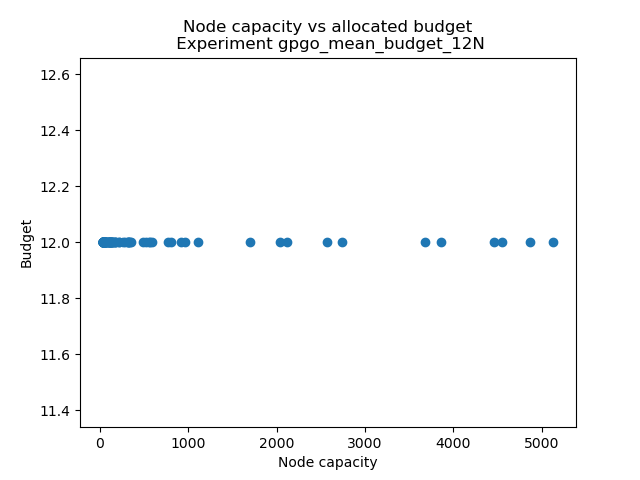 Node capacity vs allocated budget
Experiment gpgo_mean_budget_12N
12.6
12.4
12.2
12.0
11.8
11.6
11.4
Budget
0 1000 2000 3000 4000 5000
Node capacity